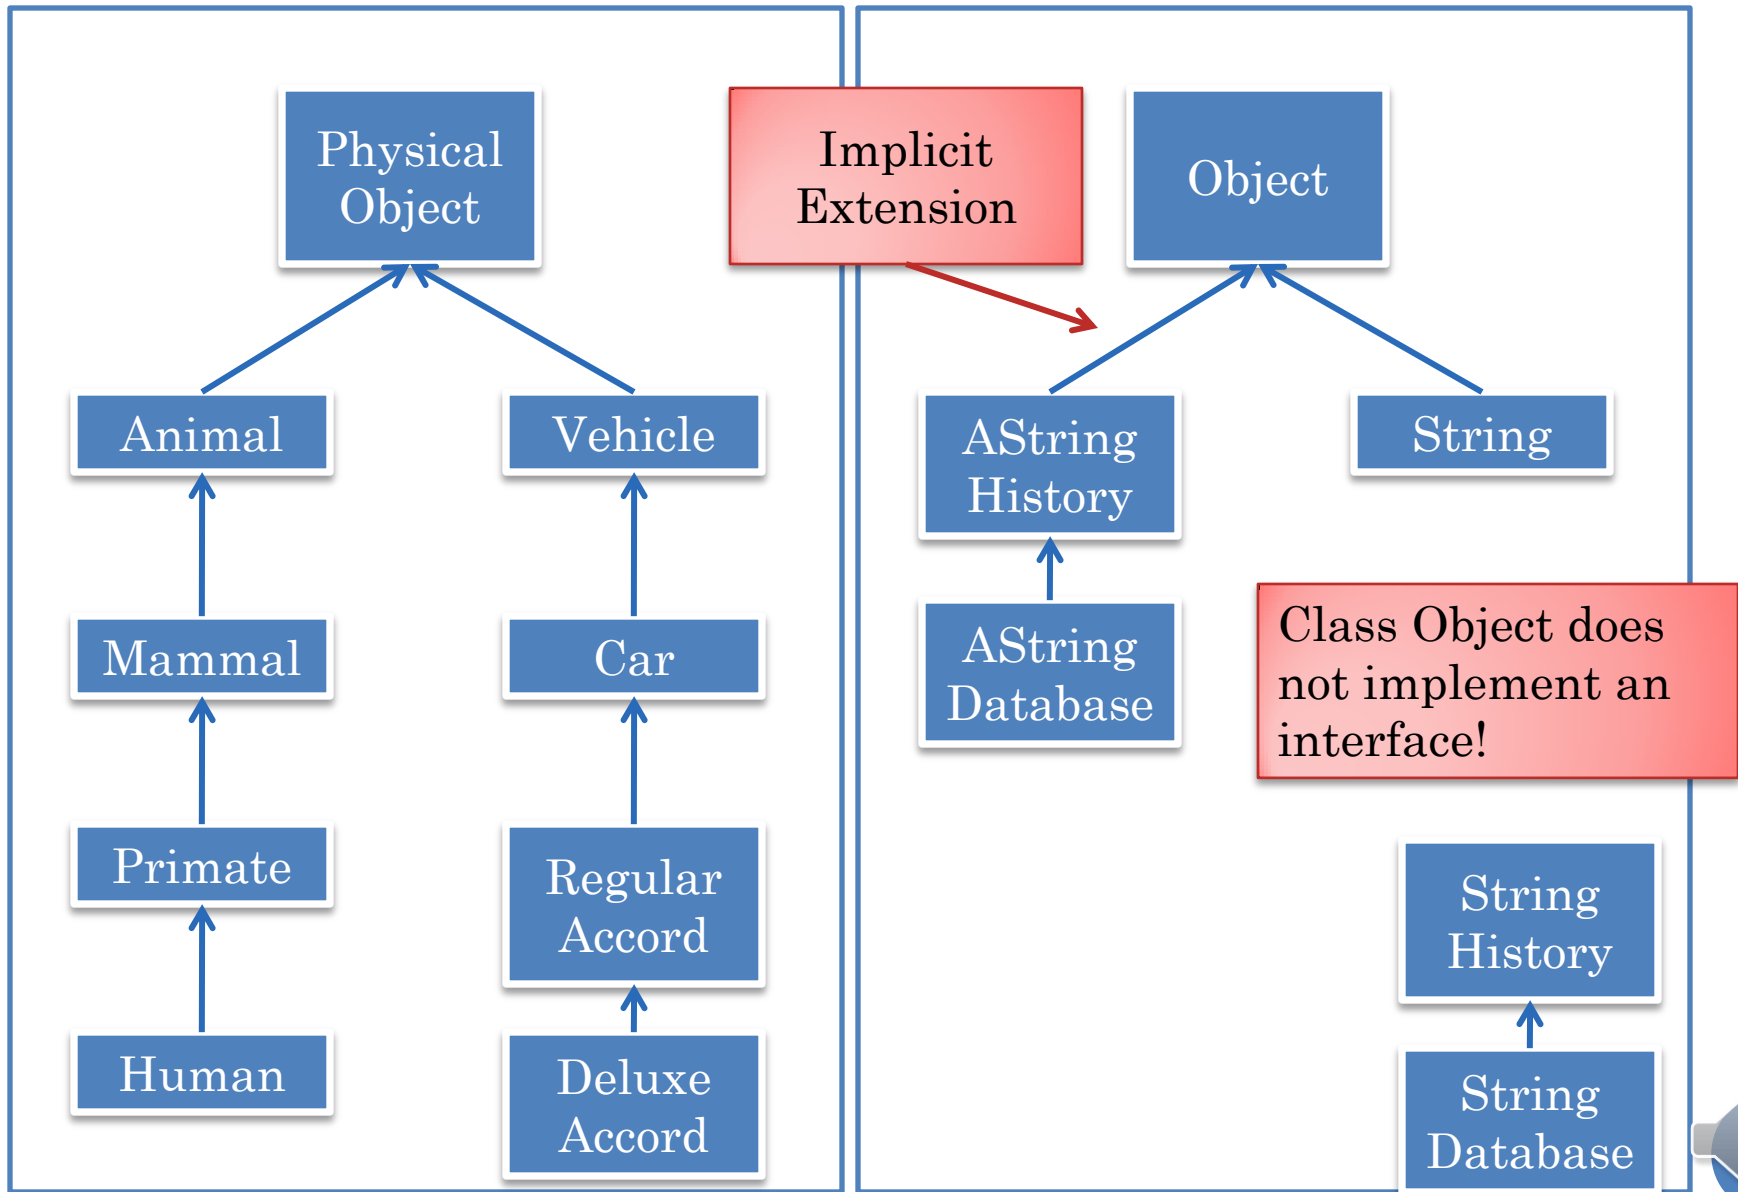 Physical
Object
Implicit
Extension
Object
Animal
Vehicle
AString
History
String
Mammal
Car
AString
Database
Class Object does
not implement an
interface!
Primate
Regular
Accord
String
History
Human
Deluxe
Accord
String
Database